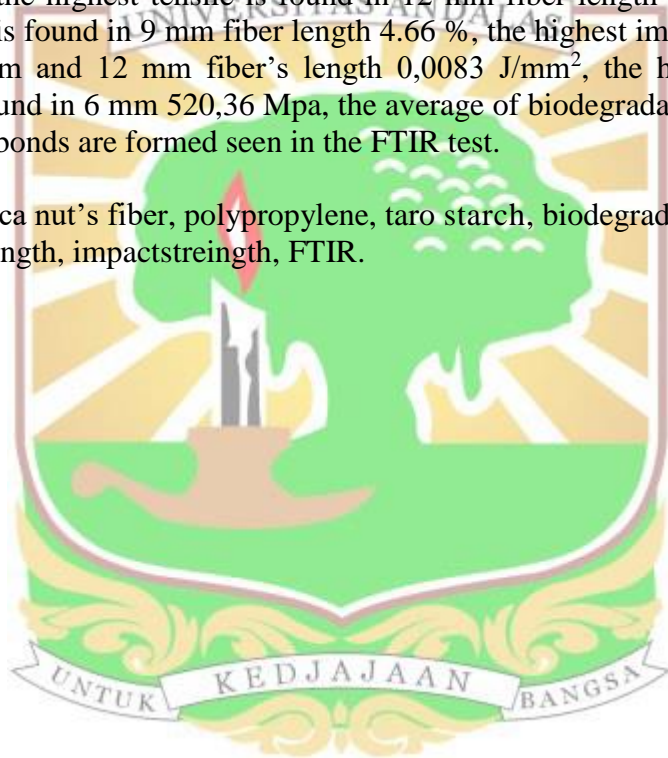 the highest tensile is found in 12 mm fiber length
is found in 9 mm fiber length 4.66 %, the highest
m and 12 mm fiber's length 0,0083 J/mm², the
und in 6 mm 520,36 Mpa, the average of
bonds are formed seen in the FTIR test.
ca nut's fiber, polypropylene, taro starch,
ngth, impactstreingth, FTIR.
UNIVERSITAS ANDALAS
UNTUK KEDJAJAAN BANGSA